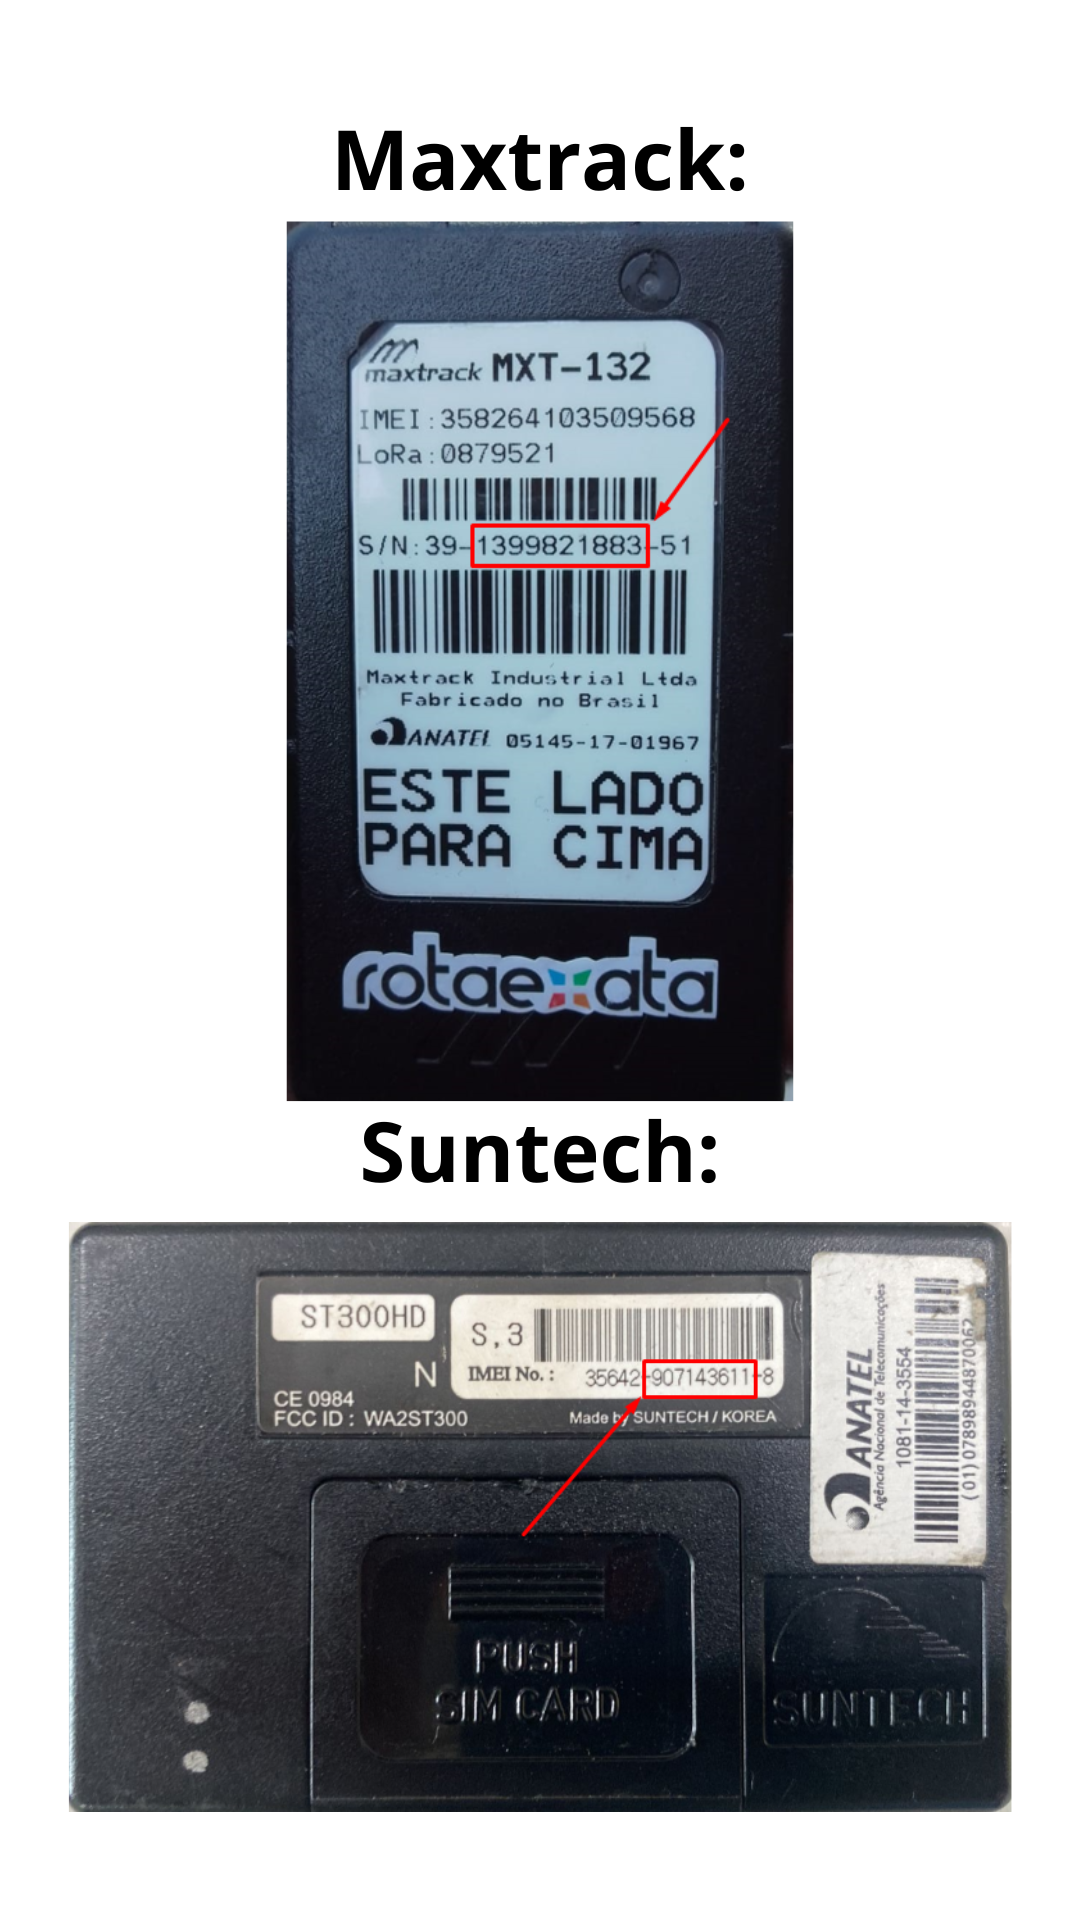 Maxtrack:
maxtrack MXT-132
IMEI:358264103509568
LoRa:0879521
S/N:39-1399821883-51
Maxtrack Industrial Ltda
Fabricado no Brasil
ANATEL 05145-17-01967
ESTE LADO
PARA CIMA
rotaexata
Suntech:
ST300HD
N
CE 0984
FCC ID : WA2ST300
S,3
IMEI No. : 35642-907143611-8
Made by SUNTECH / KOREA
ANATEL
Agência Nacional de Telecomunicações
1081-14-3554
(01) 07898944870062
PUSH
SIM CARD
SUNTECH